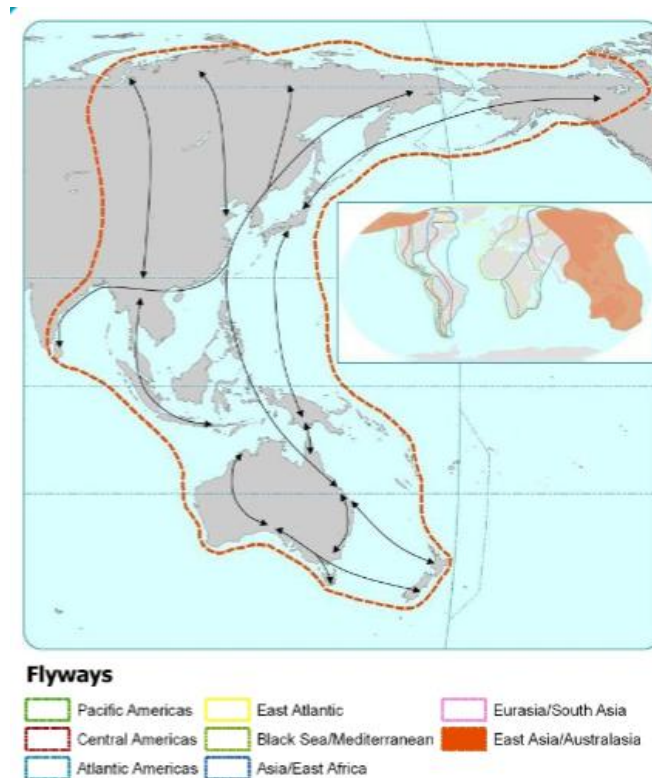 Flyways
Pacific Americas East Atlantic Eurasia/South Asia
Central Americas Black Sea/Mediterranean East Asia/Australasia
Atlantic Americas Asia/East Africa